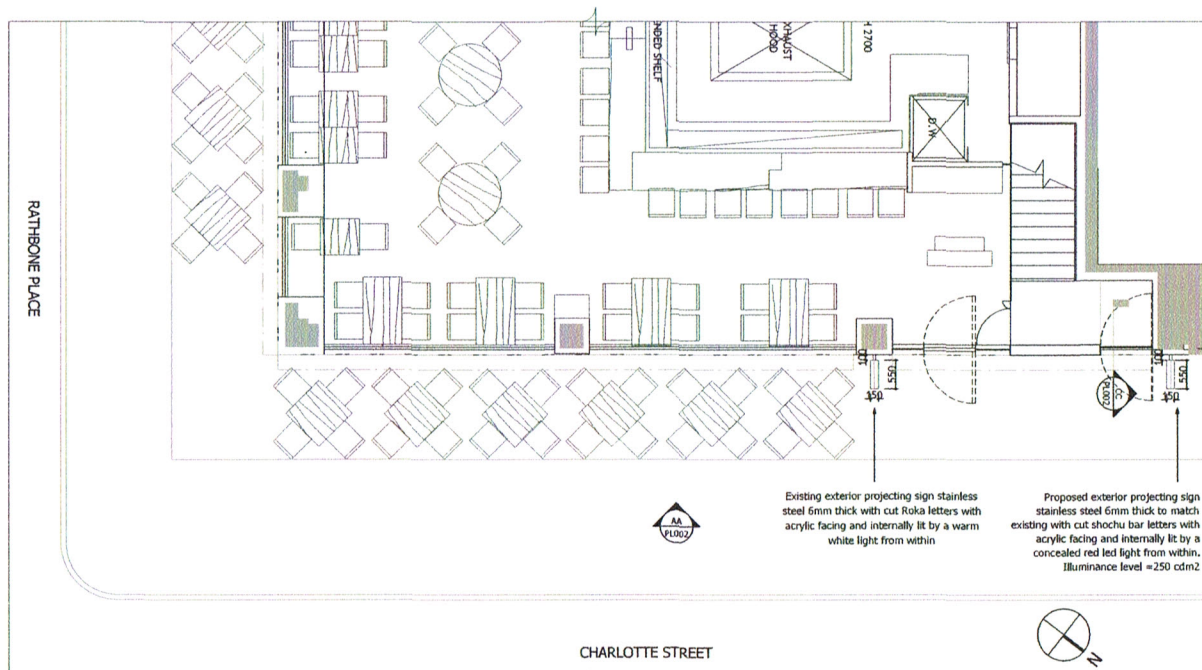 RATHBONE PLACE
EXHAUST
HOOD
2700
D.W.
100
550
150
100
550
150
CC
PL002
AA
PL002
Existing exterior projecting sign stainless
steel 6mm thick with cut Roka letters with
acrylic facing and internally lit by a warm
white light from within
Proposed exterior projecting sign
stainless steel 6mm thick to match
existing with cut shochu bar letters with
acrylic facing and internally lit by a
concealed red led light from within.
Illuminance level =250 cdm2
N
CHARLOTTE STREET